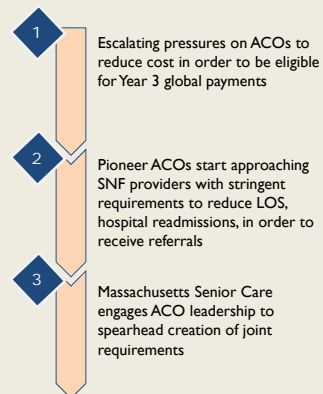 1
Escalating pressures on ACOs to
reduce cost in order to be eligible
for Year 3 global payments
2
Pioneer ACOs start approaching
SNF providers with stringent
requirements to reduce LOS,
hospital readmissions, in order to
receive referrals
3
Massachusetts Senior Care
engages ACO leadership to
spearhead creation of joint
requirements